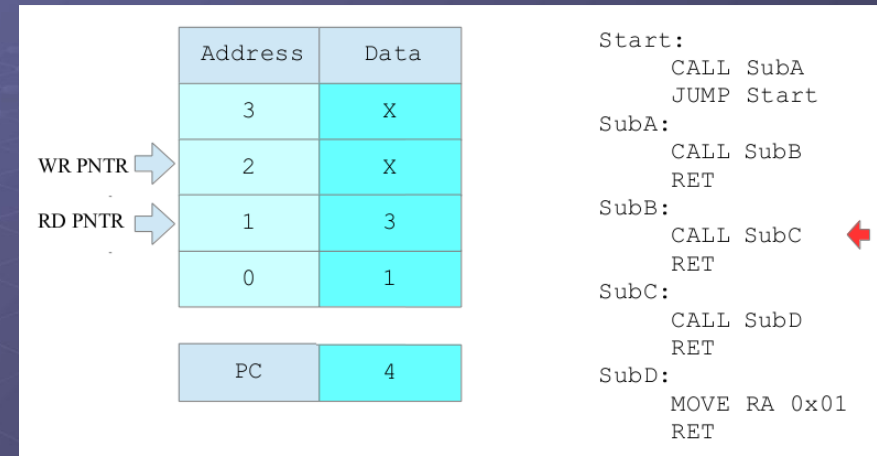 Address Data
3 X
WR PNTR 2 X
RD PNTR 1 3
0 1
PC 4
Start:
CALL SubA
JUMP Start
SubA:
CALL SubB
RET
SubB:
CALL SubC
RET
SubC:
CALL SubD
RET
SubD:
MOVE RA 0x01
RET